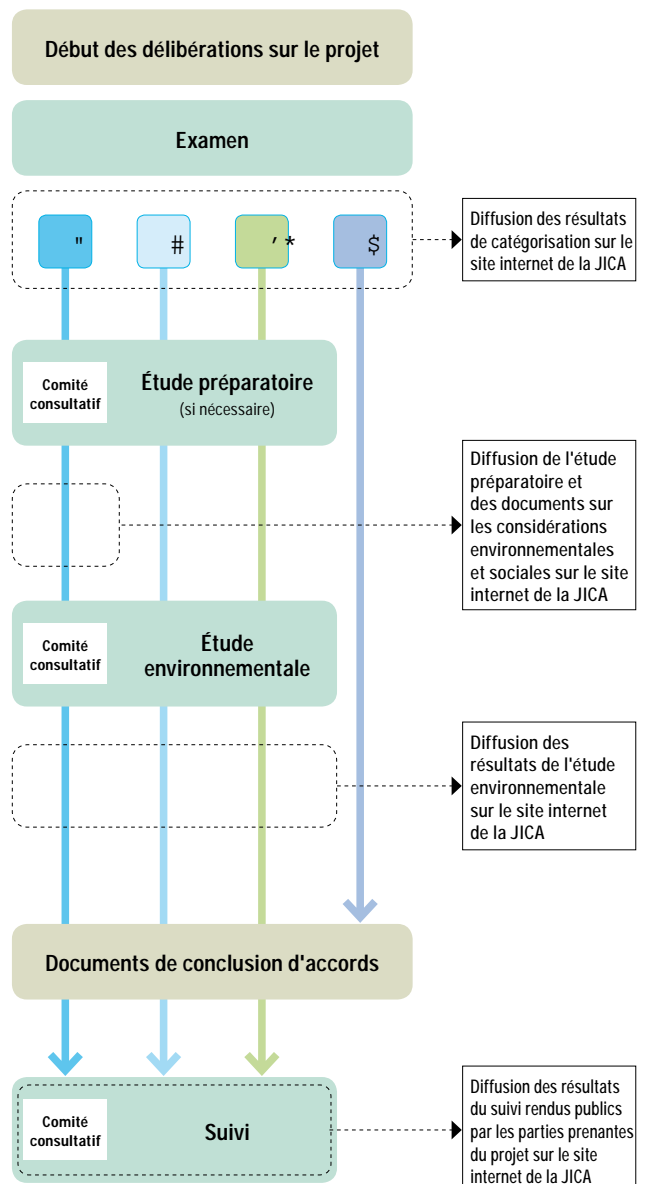 Début des délibérations sur le projet
Examen
"
#
'*
$
Diffusion des résultats
de catégorisation sur le
site internet de la JICA
Comité
consultatif
Étude préparatoire
(si nécessaire)
Diffusion de l'étude
préparatoire et
des documents sur
les considérations
environnementales
et sociales sur le site
internet de la JICA
Comité
consultatif
Étude
environnementale
Diffusion des
résultats de l'étude
environnementale
sur le site internet
de la JICA
Documents de conclusion d'accords
Comité
consultatif
Suivi
Diffusion des résultats
du suivi rendus publics
par les parties prenantes
du projet sur le site
internet de la JICA